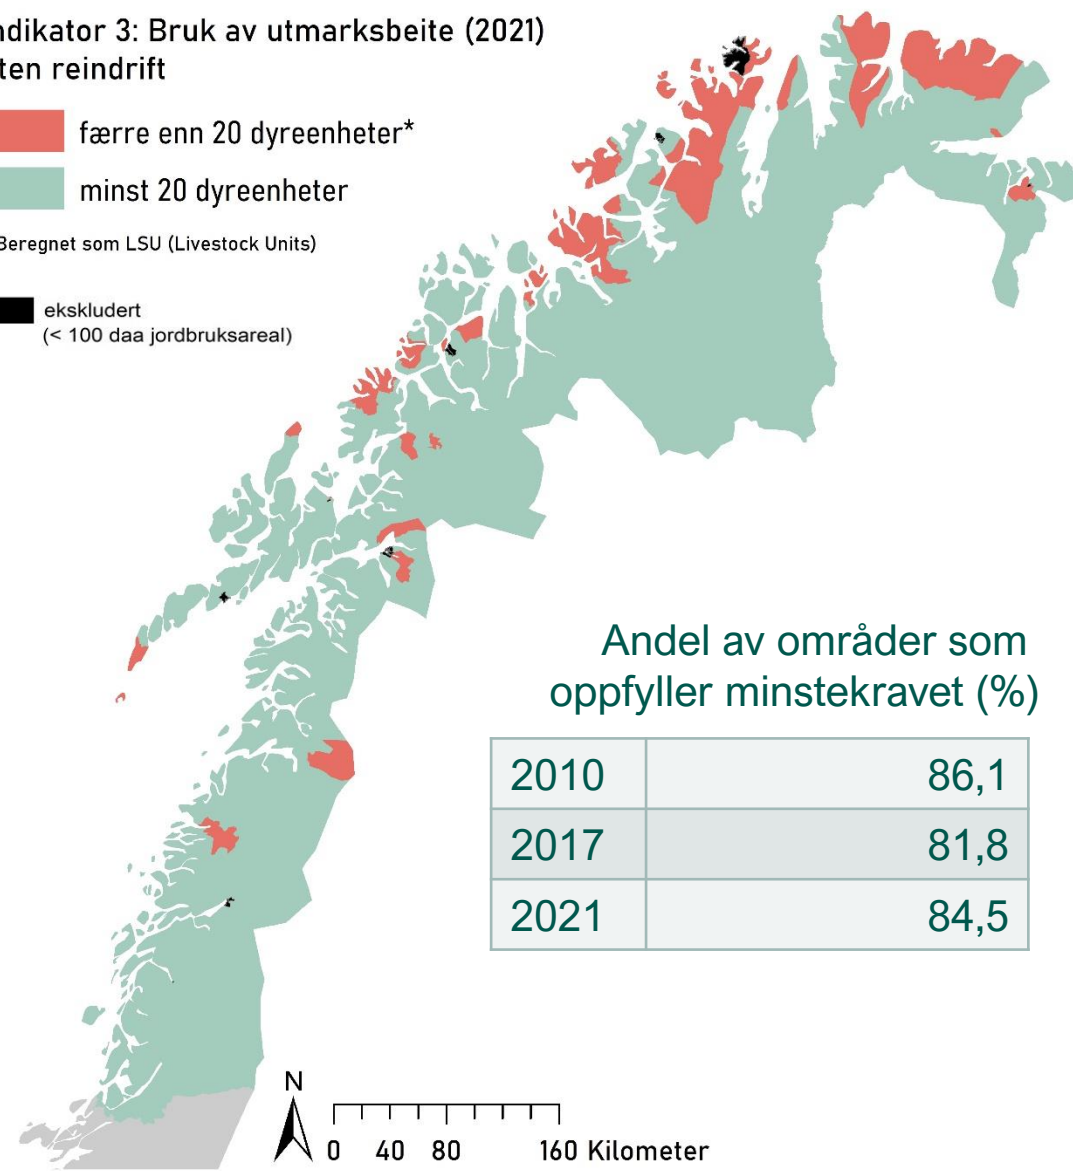 ndikator 3: Bruk av utmarksbeite (2021)
ten reindrift
færre enn 20 dyreenheter*
minst 20 dyreenheter
Beregnet som LSU (Livestock Units)
ekskludert
(< 100 daa jordbruksareal)
Andel av områder som
oppfyller minstekravet (%)
2010 86,1
2017 81,8
2021 84,5
N
0 40 80 160 Kilometer